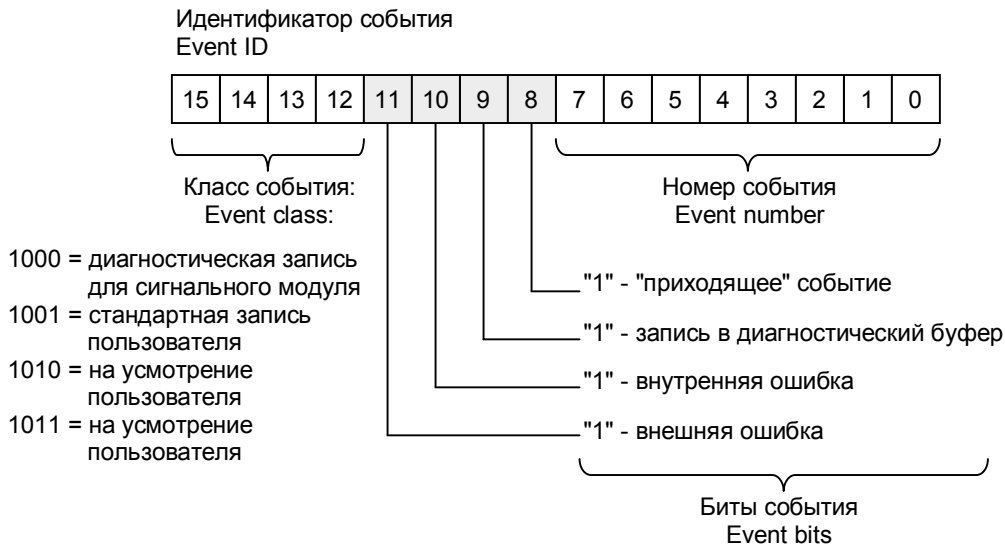 Идентификатор события
Event ID
15 14 13 12 11 10 9 8 7 6 5 4 3 2 1 0
Класс события:
Event class:
Номер события
Event number
1000 = диагностическая запись
для сигнального модуля
1001 = стандартная запись
пользователя
1010 = на усмотрение
пользователя
1011 = на усмотрение
пользователя
"1" - "приходящее" событие
"1" - запись в диагностический буфер
"1" - внутренняя ошибка
"1" - внешняя ошибка
Биты события
Event bits